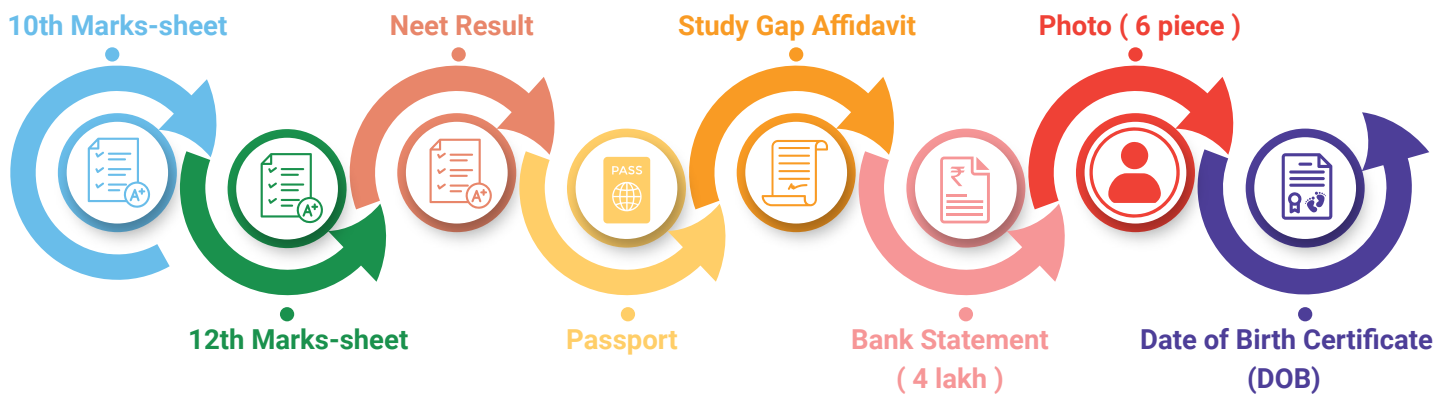 10th Marks-sheet
Neet Result
Study Gap Affidavit
Photo ( 6 piece )
A+
A+
A+
PASS
₹
12th Marks-sheet
Passport
Bank Statement
( 4 lakh )
Date of Birth Certificate
(DOB)